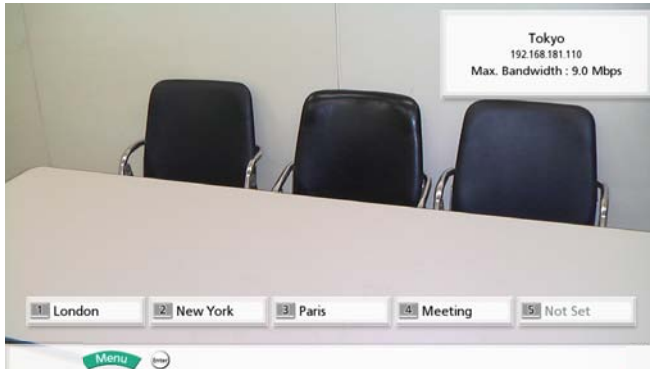 Tokyo
192.168.181.110
Max. Bandwidth : 9.0 Mbps
1 London
2 New York
3 Paris
4 Meeting
5 Not Set
Menu
Enter